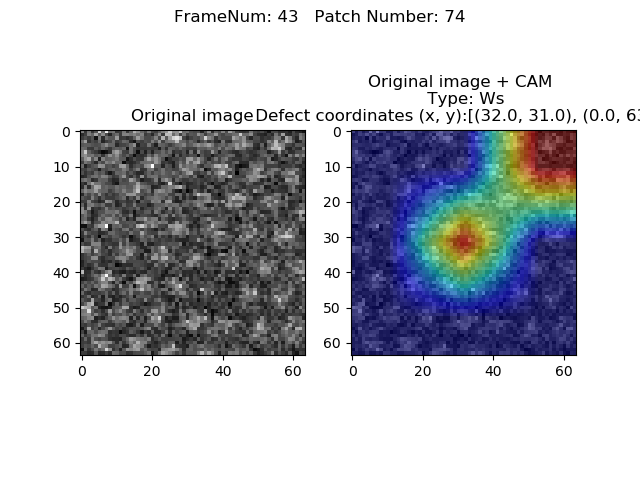 FrameNum: 43   Patch Number: 74
Original image + CAM
Type: Ws
Original image
Defect coordinates (x, y):[(32.0, 31.0), (0.0, 63
0
10
20
30
40
50
60
0 20 40 60
0
10
20
30
40
50
60
0 20 40 60